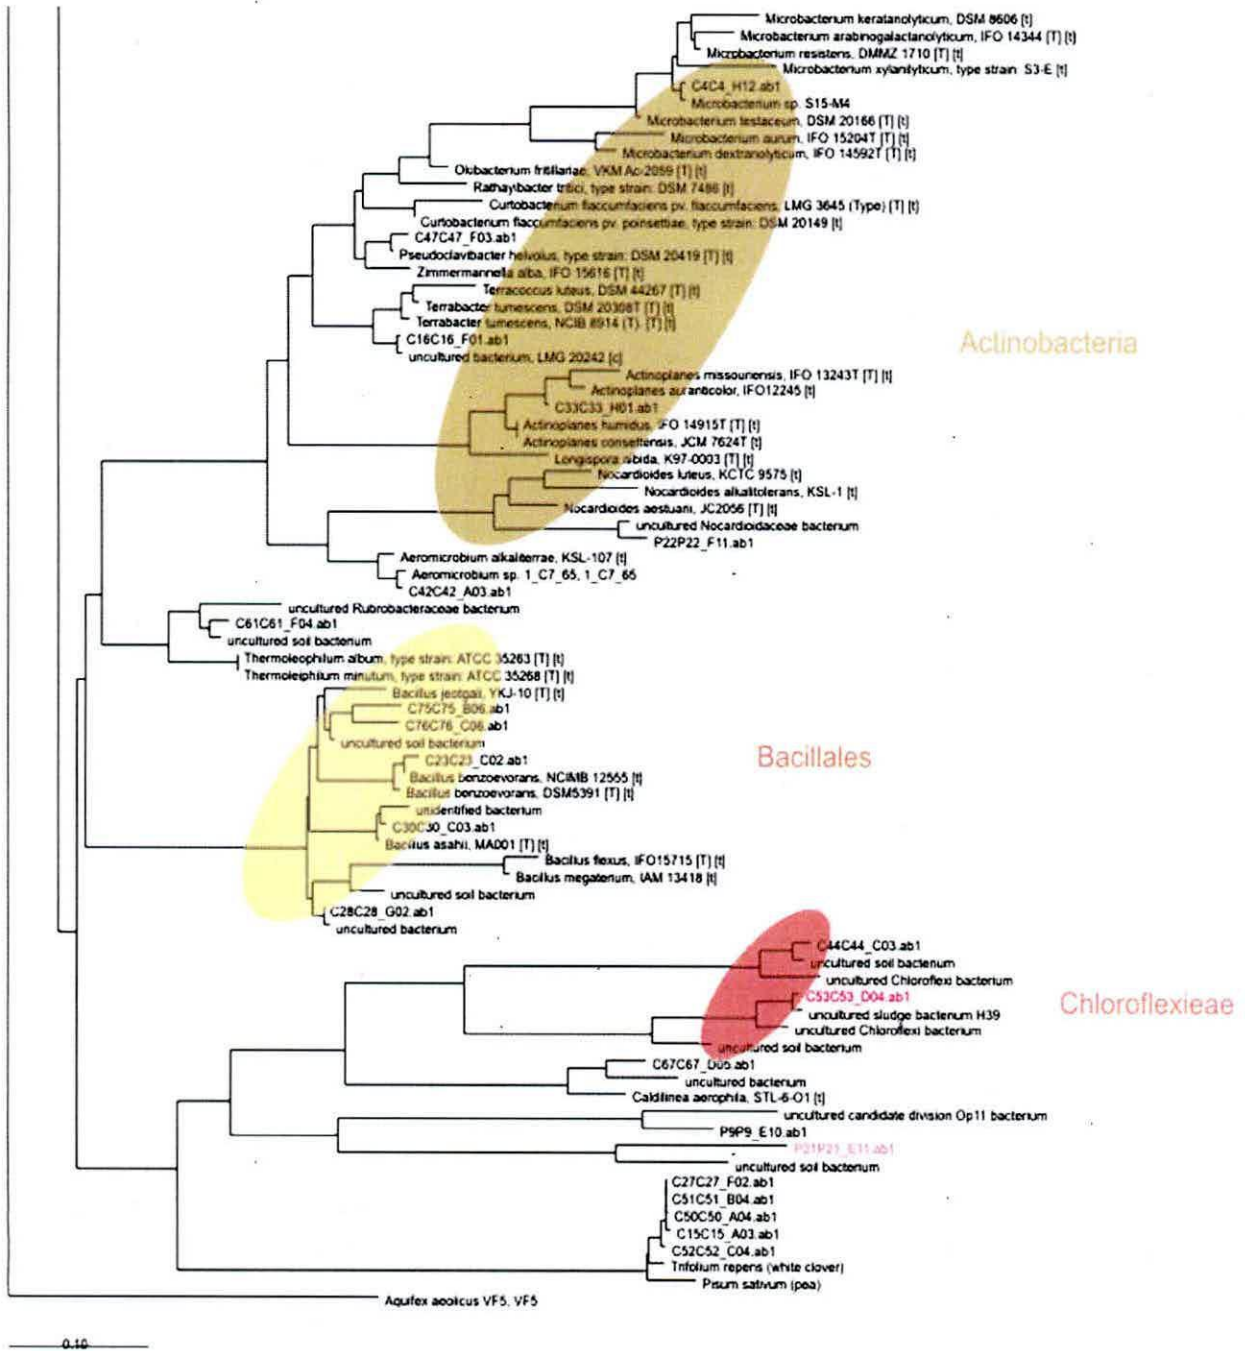 Microbacterium keratanolyticum, DSM 8606 [t]
Microbacterium arabinogalactanolyticum, IFO 14344 [T] [t]
Microbacterium resistens, DMMZ 1710 [T] [t]
Microbacterium xylanilyticum, type strain: S3-E [t]
C4C4_H12.ab1
Microbacterium sp. S15-M4
Microbacterium testaceum, DSM 20166 [T] [t]
Microbacterium aurum, IFO 15204T [T] [t]
Microbacterium dextranolyticum, IFO 14592T [T] [t]
Okibacterium fritillariae, VKM Ac-2059 [T] [t]
Rathayibacter tritici, type strain: DSM 7486 [t]
Curtobacterium flaccumfaciens pv. flaccumfaciens, LMG 3645 (Type) [T] [t]
Curtobacterium flaccumfaciens pv. poinsettiae, type strain: DSM 20149 [t]
C47C47_F03.ab1
Pseudoclavibacter helvolus, type strain: DSM 20419 [T] [t]
Zimmermannella alba, IFO 15616 [T] [t]
Terracoccus luteus, DSM 44267 [T] [t]
Terrabacter tumescens, DSM 20308T [T] [t]
Terrabacter tumescens, NCIB 8914 (T). [T] [t]
C16C16_F01.ab1
uncultured bacterium, LMG 20242 [c]
Actinobacteria
Actinoplanes missouriensis, IFO 13243T [T] [t]
Actinoplanes auranticolor, IFO12245 [t]
C33C33_H01.ab1
Actinoplanes humidus, IFO 14915T [T] [t]
Actinoplanes consettensis, JCM 7624T [t]
Longispora albida, K97-0003 [T] [t]
Nocardioides luteus, KCTC 9575 [t]
Nocardioides alkalitolerans, KSL-1 [t]
Nocardioides aestuarii, JC2056 [T] [t]
uncultured Nocardioidaceae bacterium
P22P22_F11.ab1
Aeromicrobium alkaliterrae, KSL-107 [t]
Aeromicrobium sp. 1_C7_65, 1_C7_65
C42C42_A03.ab1
uncultured Rubrobacteraceae bacterium
C61C61_F04.ab1
uncultured soil bacterium
Thermoleophilum album, type strain: ATCC 35263 [T] [t]
Thermoleiphilum minutum, type strain: ATCC 35268 [T] [t]
Bacillus jeotgali, YKJ-10 [T] [t]
C75C75_B06.ab1
C76C76_C06.ab1
uncultured soil bacterium
C23C23_C02.ab1
Bacillales
Bacillus benzoevorans, NCIMB 12555 [t]
Bacillus benzoevorans, DSM5391 [T] [t]
unidentified bacterium
C30C30_C03.ab1
Bacillus asahii, MA001 [T] [t]
Bacillus flexus, IFO15715 [T] [t]
Bacillus megaterium, IAM 13418 [t]
uncultured soil bacterium
C28C28_G02.ab1
uncultured bacterium
C44C44_C03.ab1
uncultured soil bacterium
uncultured Chloroflexi bacterium
C53C53_D04.ab1
Chloroflexieae
uncultured sludge bacterium H39
uncultured Chloroflexi bacterium
uncultured soil bacterium
C67C67_D05.ab1
uncultured bacterium
Caldilinea aerophila, STL-6-O1 [t]
uncultured candidate division Op11 bacterium
P9P9_E10.ab1
P21P21_E11.ab1
uncultured soil bacterium
C27C27_F02.ab1
C51C51_B04.ab1
C50C50_A04.ab1
C15C15_A03.ab1
C52C52_C04.ab1
Trifolium repens (white clover)
Pisum sativum (pea)
Aquifex aeolicus VF5, VF5
0.10